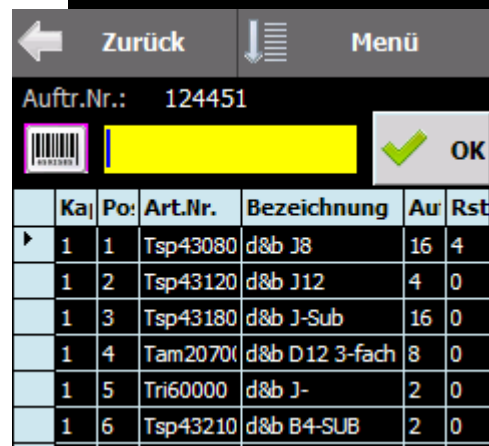 Zurück Menü
Auftr.Nr.: 124451
OK
Ka Po: Art.Nr. Bezeichnung Au Rst
1 1 Tsp43080 d&b J8 16 4
1 2 Tsp43120 d&b J12 4 0
1 3 Tsp43180 d&b J-Sub 16 0
1 4 Tam2070 d&b D12 3-fach 8 0
1 5 Tri60000 d&b J- 2 0
1 6 Tsp43210 d&b B4-SUB 2 0